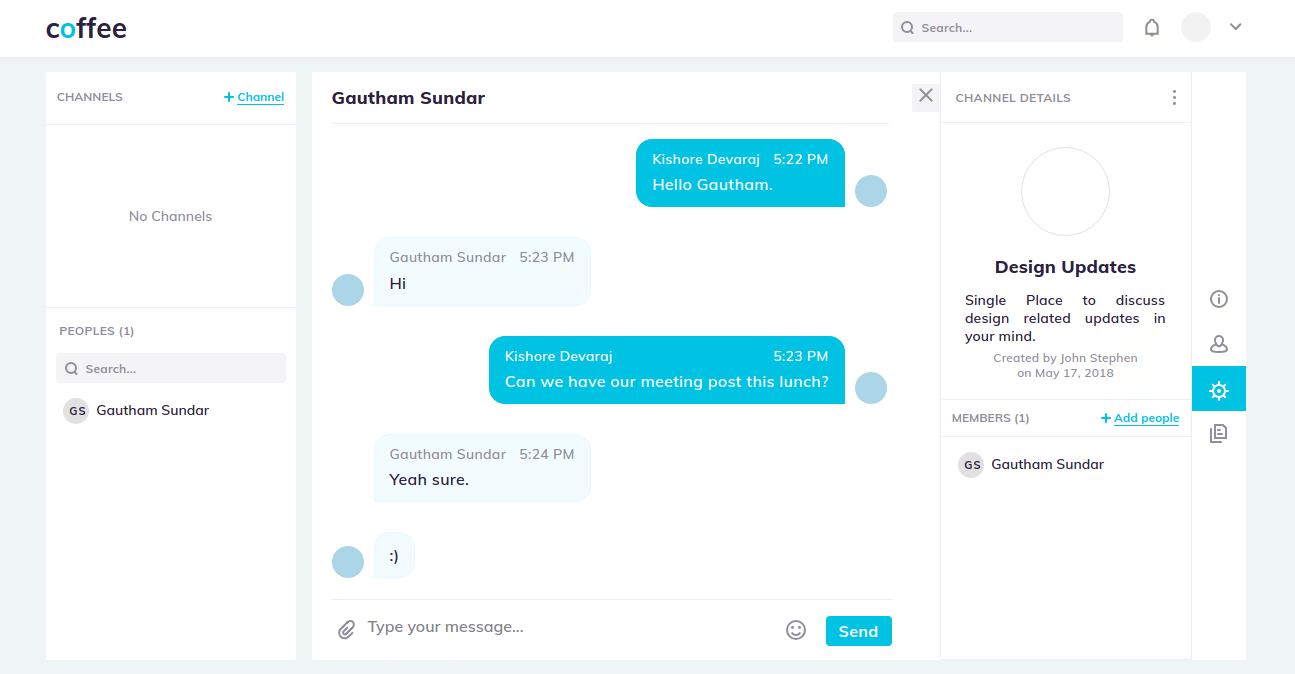 coffee
Search...
CHANNELS
+ Channel
No Channels
PEOPLES (1)
Search...
GS Gautham Sundar
Gautham Sundar
Kishore Devaraj 5:22 PM
Hello Gautham.
Gautham Sundar 5:23 PM
Hi
Kishore Devaraj 5:23 PM
Can we have our meeting post this lunch?
Gautham Sundar 5:24 PM
Yeah sure.
:)
Type your message...
Send
CHANNEL DETAILS
Design Updates
Single Place to discuss
design related updates in
your mind.
Created by John Stephen
on May 17, 2018
MEMBERS (1)
+ Add people
GS Gautham Sundar